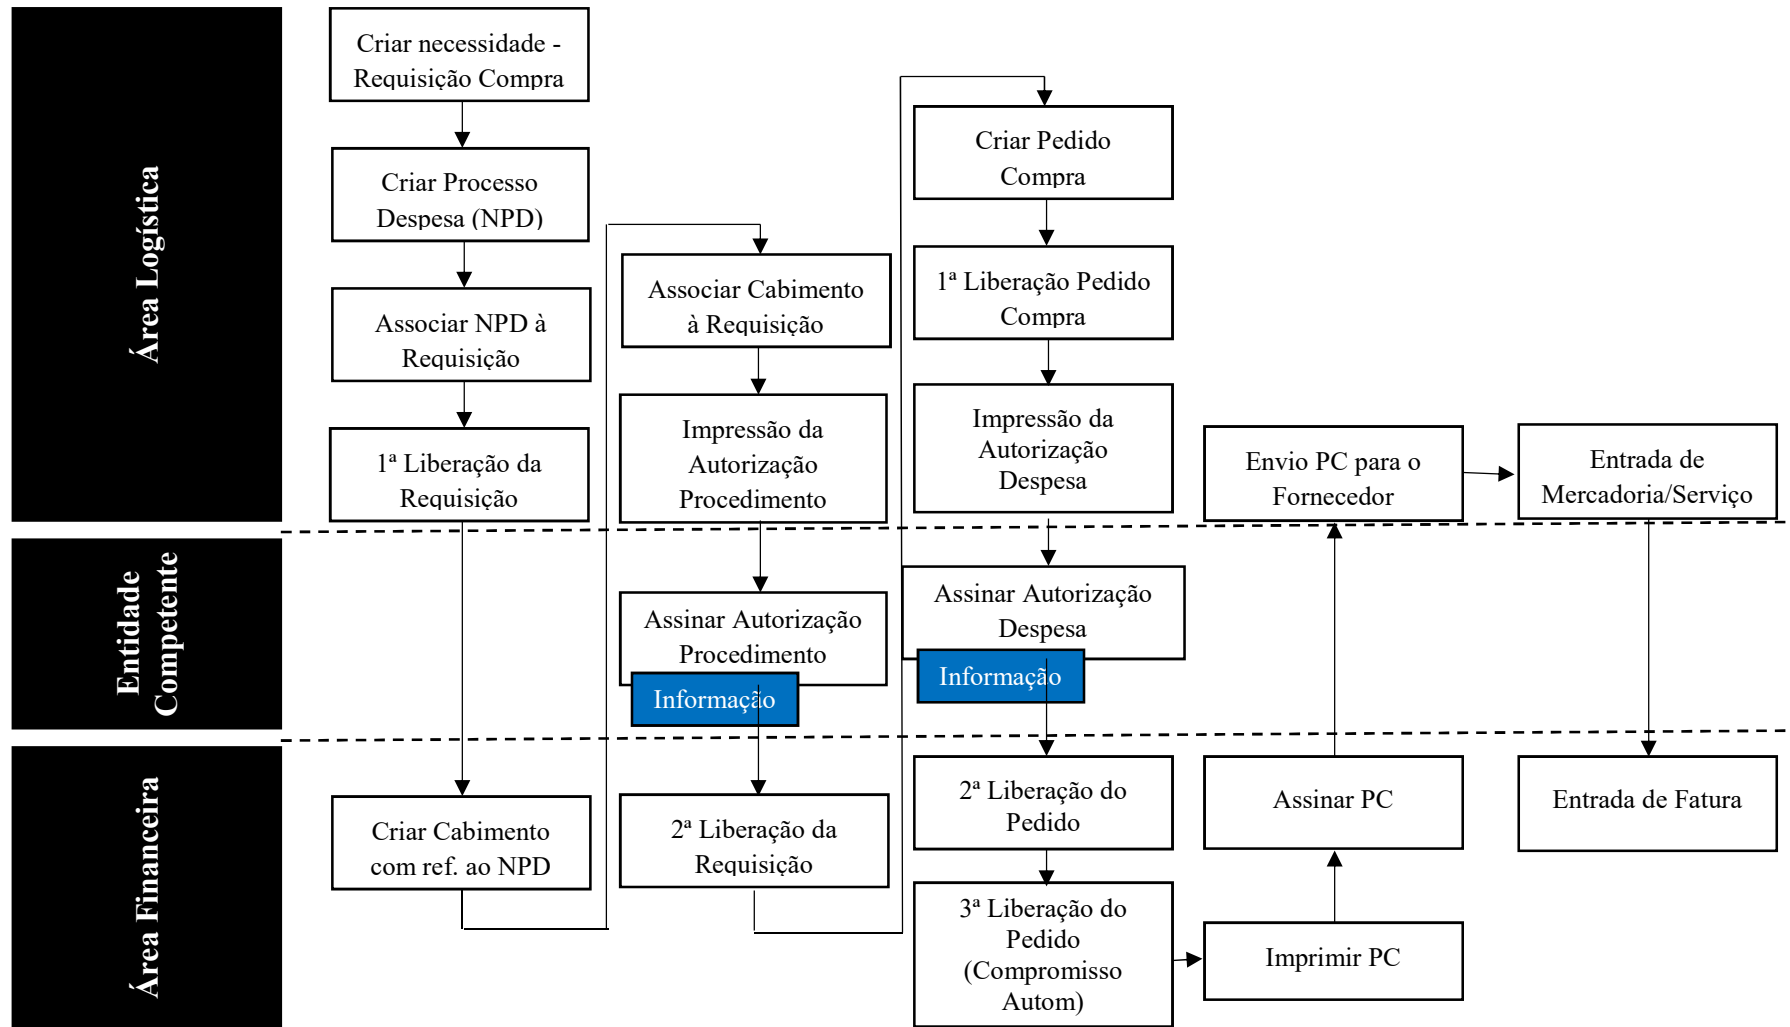 Área Logística
Criar necessidade -
Requisição Compra
Criar Processo
Despesa (NPD)
Associar NPD à
Requisição
1ª Liberação da
Requisição
Associar Cabimento
à Requisição
Impressão da
Autorização
Procedimento
Criar Pedido
Compra
1ª Liberação Pedido
Compra
Impressão da
Autorização
Despesa
Envio PC para o
Fornecedor
Entrada de
Mercadoria/Serviço
Entidade
Competente
Assinar Autorização
Procedimento
Informação
Assinar Autorização
Despesa
Informação
Área Financeira
Criar Cabimento
com ref. ao NPD
2ª Liberação da
Requisição
2ª Liberação do
Pedido
3ª Liberação do
Pedido
(Compromisso
Autom)
Assinar PC
Imprimir PC
Entrada de Fatura